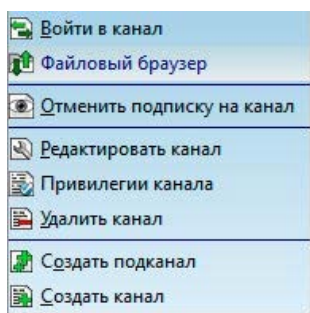 Войти в канал
Файловый браузер
Отменить подписку на канал
Редактировать канал
Привилегии канала
Удалить канал
Создать подканал
Создать канал